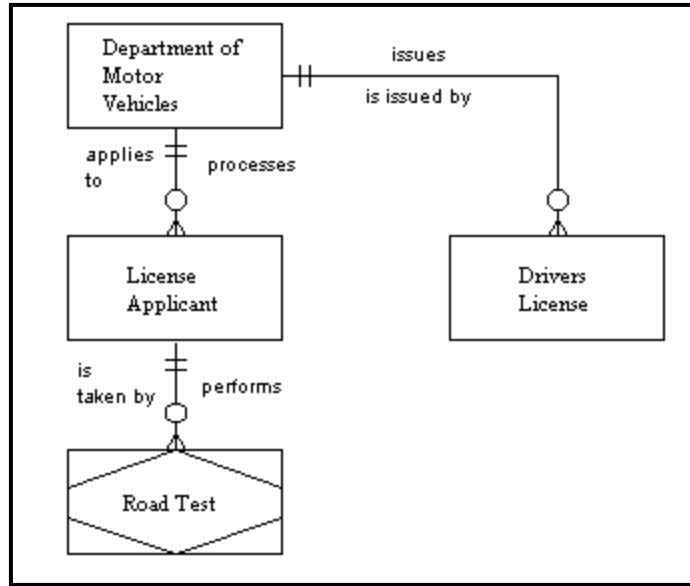 Department of
Motor
Vehicles
issues
is issued by
applies
to
processes
License
Applicant
Drivers
License
is
taken by
performs
Road Test